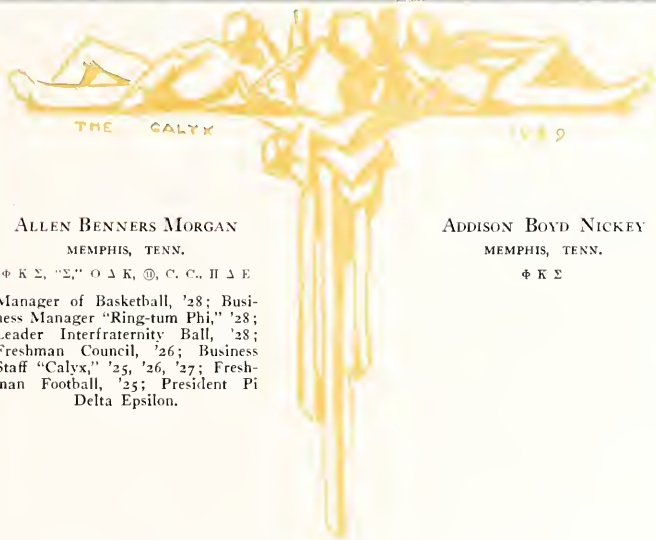 THE CALYX
1929
ALLEN BENNERS MORGAN
MEMPHIS, TENN.
Φ Κ Σ, "Σ," Ο Δ Κ, ⑪, C. C., Π Δ Ε
Manager of Basketball, '28; Busi-
ness Manager "Ring-tum Phi," '28;
Leader Interfraternity Ball, '28;
Freshman Council, '26; Business
Staff "Calyx," '25, '26, '27; Fresh-
man Football, '25; President Pi
Delta Epsilon.
ADDISON BOYD NICKEY
MEMPHIS, TENN.
Φ Κ Σ